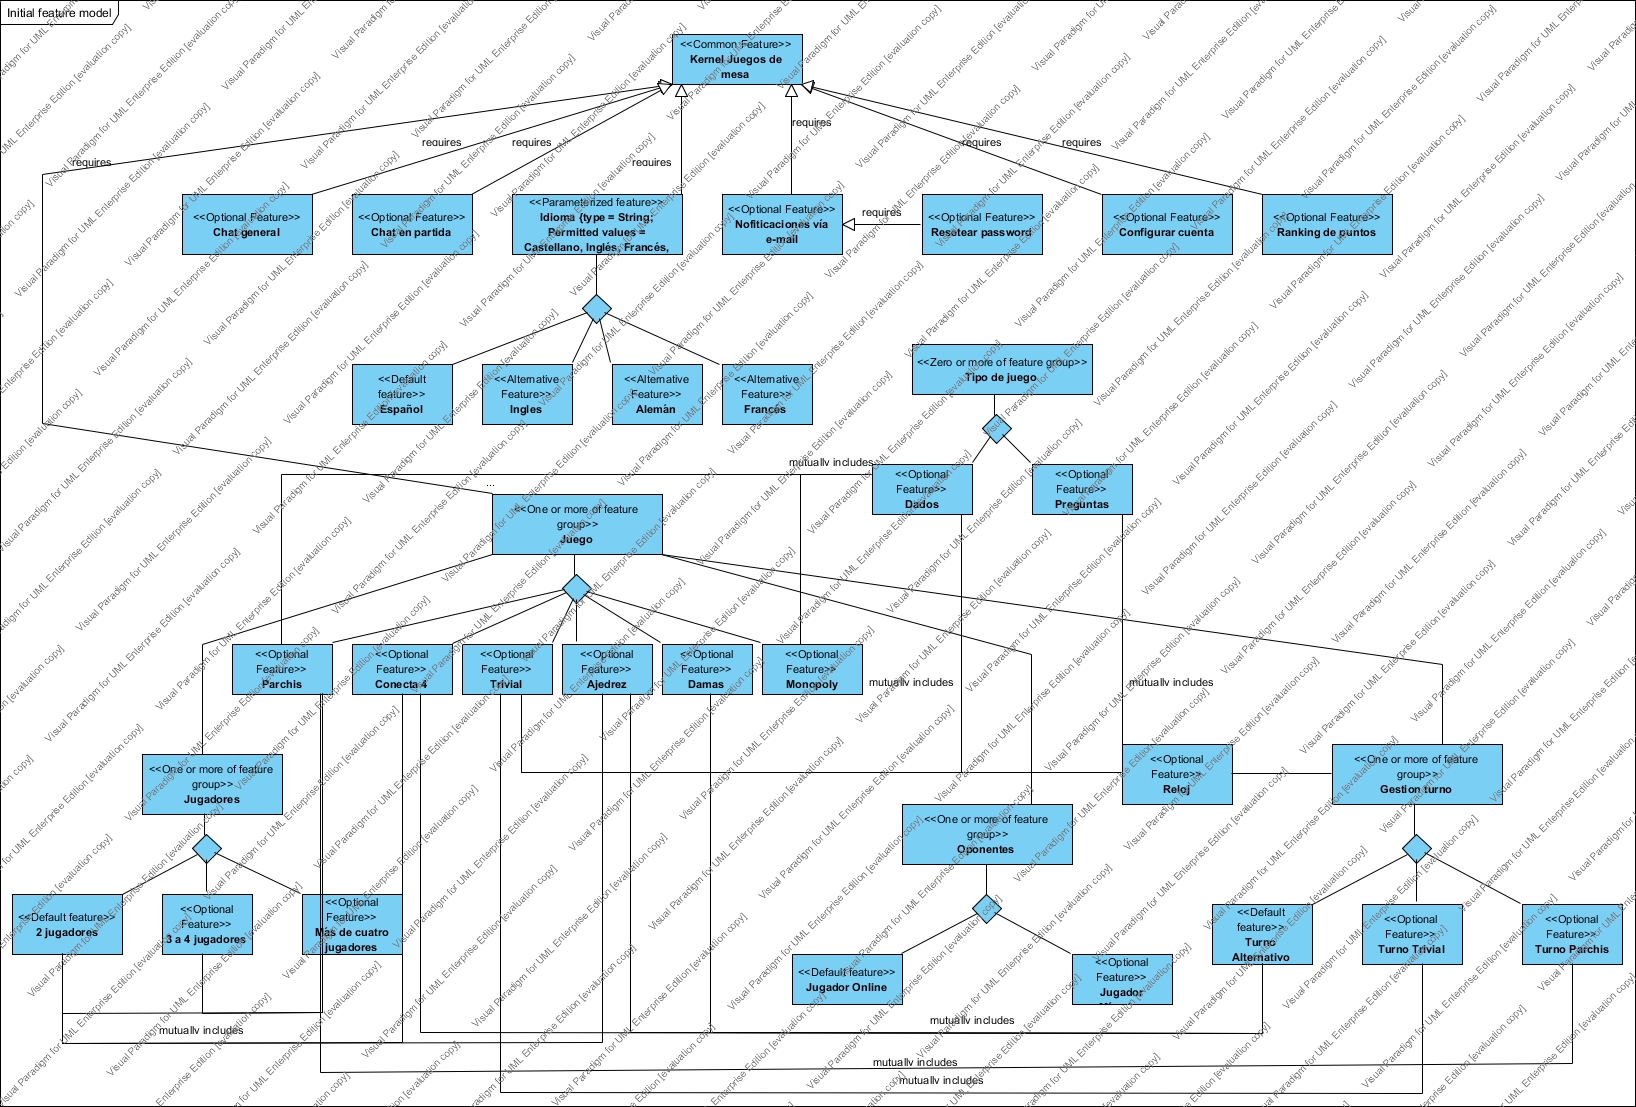 Initial feature model
<<Common Feature>>
Kernel Juegos de
mesa
requires
requires
requires
requires
requires
requires
requires
<<Optional Feature>>
Chat general
<<Optional Feature>>
Chat en partida
<<Parameterized feature>>
Idioma {type = String;
Permitted values =
Castellano, Inglés, Francés,
<<Optional Feature>>
Nofiticaciones vía
e-mail
requires
<<Optional Feature>>
Resetear password
<<Optional Feature>>
Configurar cuenta
<<Optional Feature>>
Ranking de puntos
<<Default
feature>>
Español
<<Alternative
Feature>>
Ingles
<<Alternative
Feature>>
Alemán
<<Alternative
Feature>>
Francés
<<Zero or more of feature group>>
Tipo de juego
mutually includes
<<Optional
Feature>>
Dados
<<Optional
Feature>>
Preguntas
...
<<One or more of feature
group>>
Juego
<<Optional
Feature>>
Parchis
<<Optional
Feature>>
Conecta 4
<<Optional
Feature>>
Trivial
<<Optional
Feature>>
Ajedrez
<<Optional
Feature>>
Damas
<<Optional
Feature>>
Monopoly
mutually includes
mutually includes
<<One or more of feature
group>>
Jugadores
<<Optional
Feature>>
Reloj
<<One or more of feature
group>>
Gestion turno
<<One or more of feature
group>>
Oponentes
<<Default feature>>
2 jugadores
<<Optional
Feature>>
3 a 4 jugadores
<<Optional
Feature>>
Más de cuatro
jugadores
<<Default
feature>>
Turno
Alternativo
<<Optional
Feature>>
Turno Trivial
<<Optional
Feature>>
Turno Parchis
<<Default feature>>
Jugador Online
<<Optional
Feature>>
Jugador
mutually includes
mutually includes
mutually includes
mutually includes
Visual Paradigm for UML Enterprise Edition [evaluation copy]